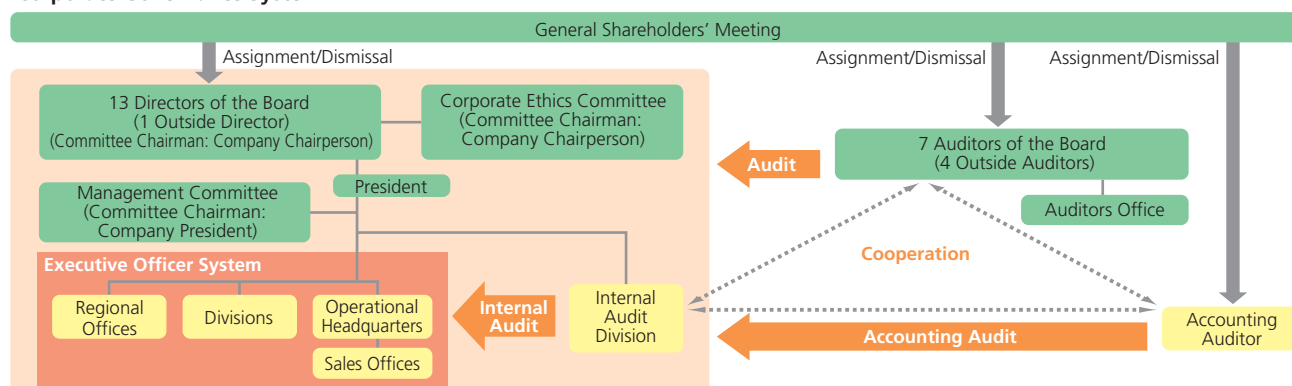 General Shareholders' Meeting
Assignment/Dismissal
Assignment/Dismissal
Assignment/Dismissal
13 Directors of the Board
(1 Outside Director)
(Committee Chairman: Company Chairperson)
Corporate Ethics Committee
(Committee Chairman:
Company Chairperson)
7 Auditors of the Board
(4 Outside Auditors)
Audit
President
Management Committee
(Committee Chairman:
Company President)
Auditors Office
Cooperation
Executive Officer System
Regional
Offices
Divisions
Operational
Headquarters
Sales Offices
Internal
Audit
Internal
Audit
Division
Accounting Audit
Accounting
Auditor